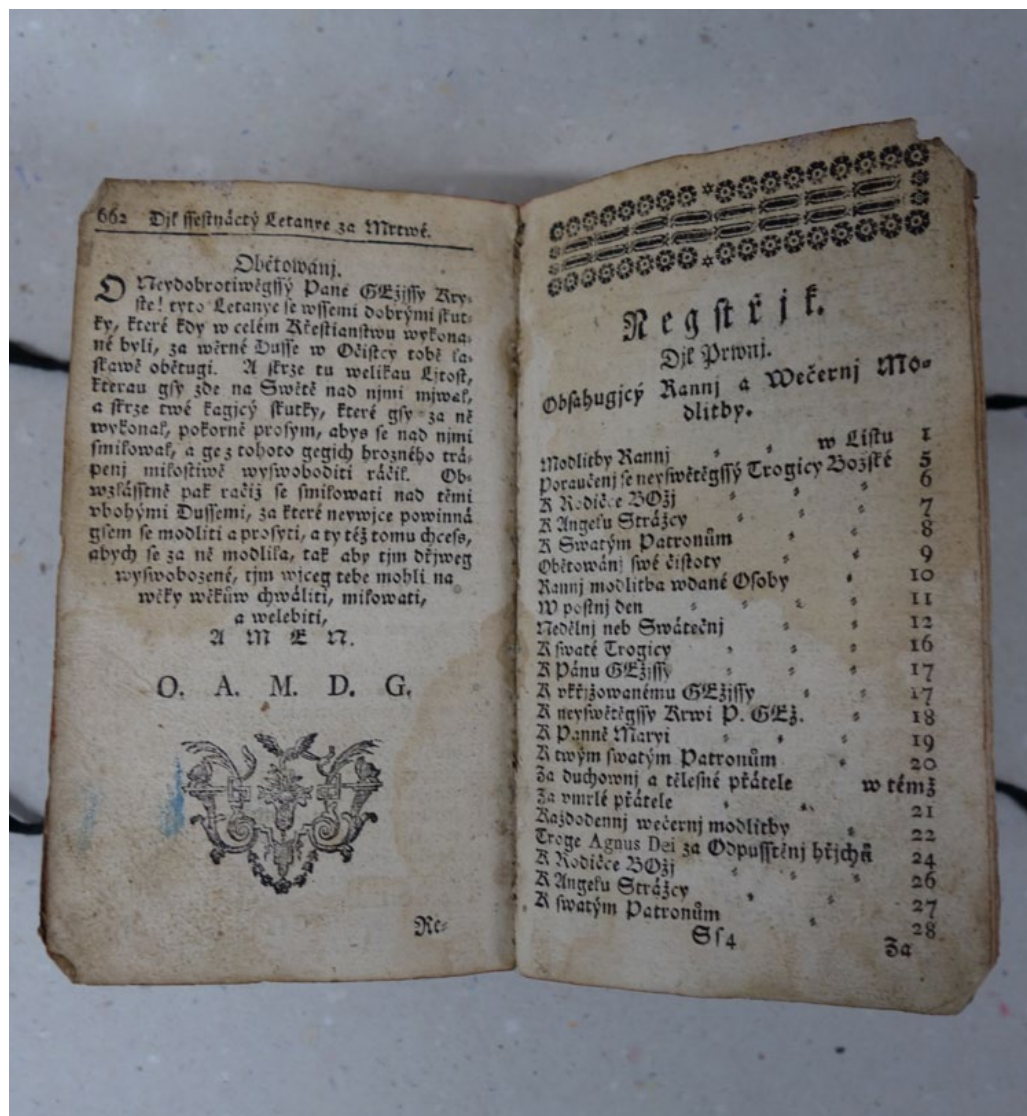 662 Djl ssestnáctý Letanye za Mrtwé.
Obětowánj.
O Neydobrotiwěgssý Pane GEžjssy Kry-
ste! tyto Letanye se wssemi dobrými skut-
ky, které kdy w celém Křestianstwu wykona-
né byli, za wěrné Dusse w Očistcy tobě la-
skawě obětugi. A skrze tu welikau Ljtost,
kterau gsy zde na Swětě nad njmi mjwal,
a skrze twé kagjcý skutky, které gsy za ně
wykonal, pokorně prosym, abys se nad njmi
smilowal, a ge z tohoto gegich hrozného trá-
penj milostiwě wyswoboditi ráčil. Ob-
wzlásstně pak račiž se smilowati nad těmi
vbohými Dussemi, za které neywjce powinná
gsem se modliti a prosyti, a ty též tomu chceš,
abych se za ně modlila, tak aby tjm dřjweg
wyswobozené, tjm wjceg tebe mohli na
wěky wěkůw chwáliti, milowati,
a welebiti,
A M E N.
O. A. M. D. G.
Re-
Regstřjk.
Djl Prwnj.
Obsahugjcý Rannj a Wečernj Mo-
dlitby.
Modlitby Rannj w Listu 1
Poraučenj se neyswětěgssý Trogicy Božské 5
K Rodičce BOžj 6
K Angelu Strážcy 7
K Swatým Patronům 8
Obětowánj swé čistoty 9
Rannj modlitba wdané Osoby 10
W postnj den 11
Nedělnj neb Swátečnj 12
K swaté Trogicy 16
K Pánu GEžjssy 17
K vkřižowanému GEžjssy 17
K neyswětěgssy Krwi P. GEž. 18
K Panně Maryi 19
K twým swatým Patronům 20
Za duchownj a tělesné přátele w témž
Za vmrlé přátele 21
Každodennj wečernj modlitby 22
Troge Agnus Dei za Odpusstěnj hřjchů 24
K Rodičce BOžj 26
K Angelu Strážcy 27
K swatým Patronům 28
Ss4 Za